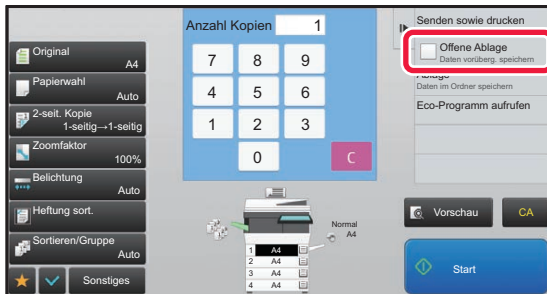 Original
A4
Papierwahl
Auto
2-seit. Kopie
1-seitig→1-seitig
Zoomfaktor
100%
Belichtung
Auto
Heftung sort.
Sortieren/Gruppe
Auto
Sonstiges
Anzahl Kopien 1
7 8 9
4 5 6
1 2 3
0 C
Normal
A4
1 A4
2 A4
3 A4
4 A4
Senden sowie drucken
Offene Ablage
Daten vorüberg. speichern
Ablage
Daten im Ordner speichern
Eco-Programm aufrufen
Vorschau
CA
Start